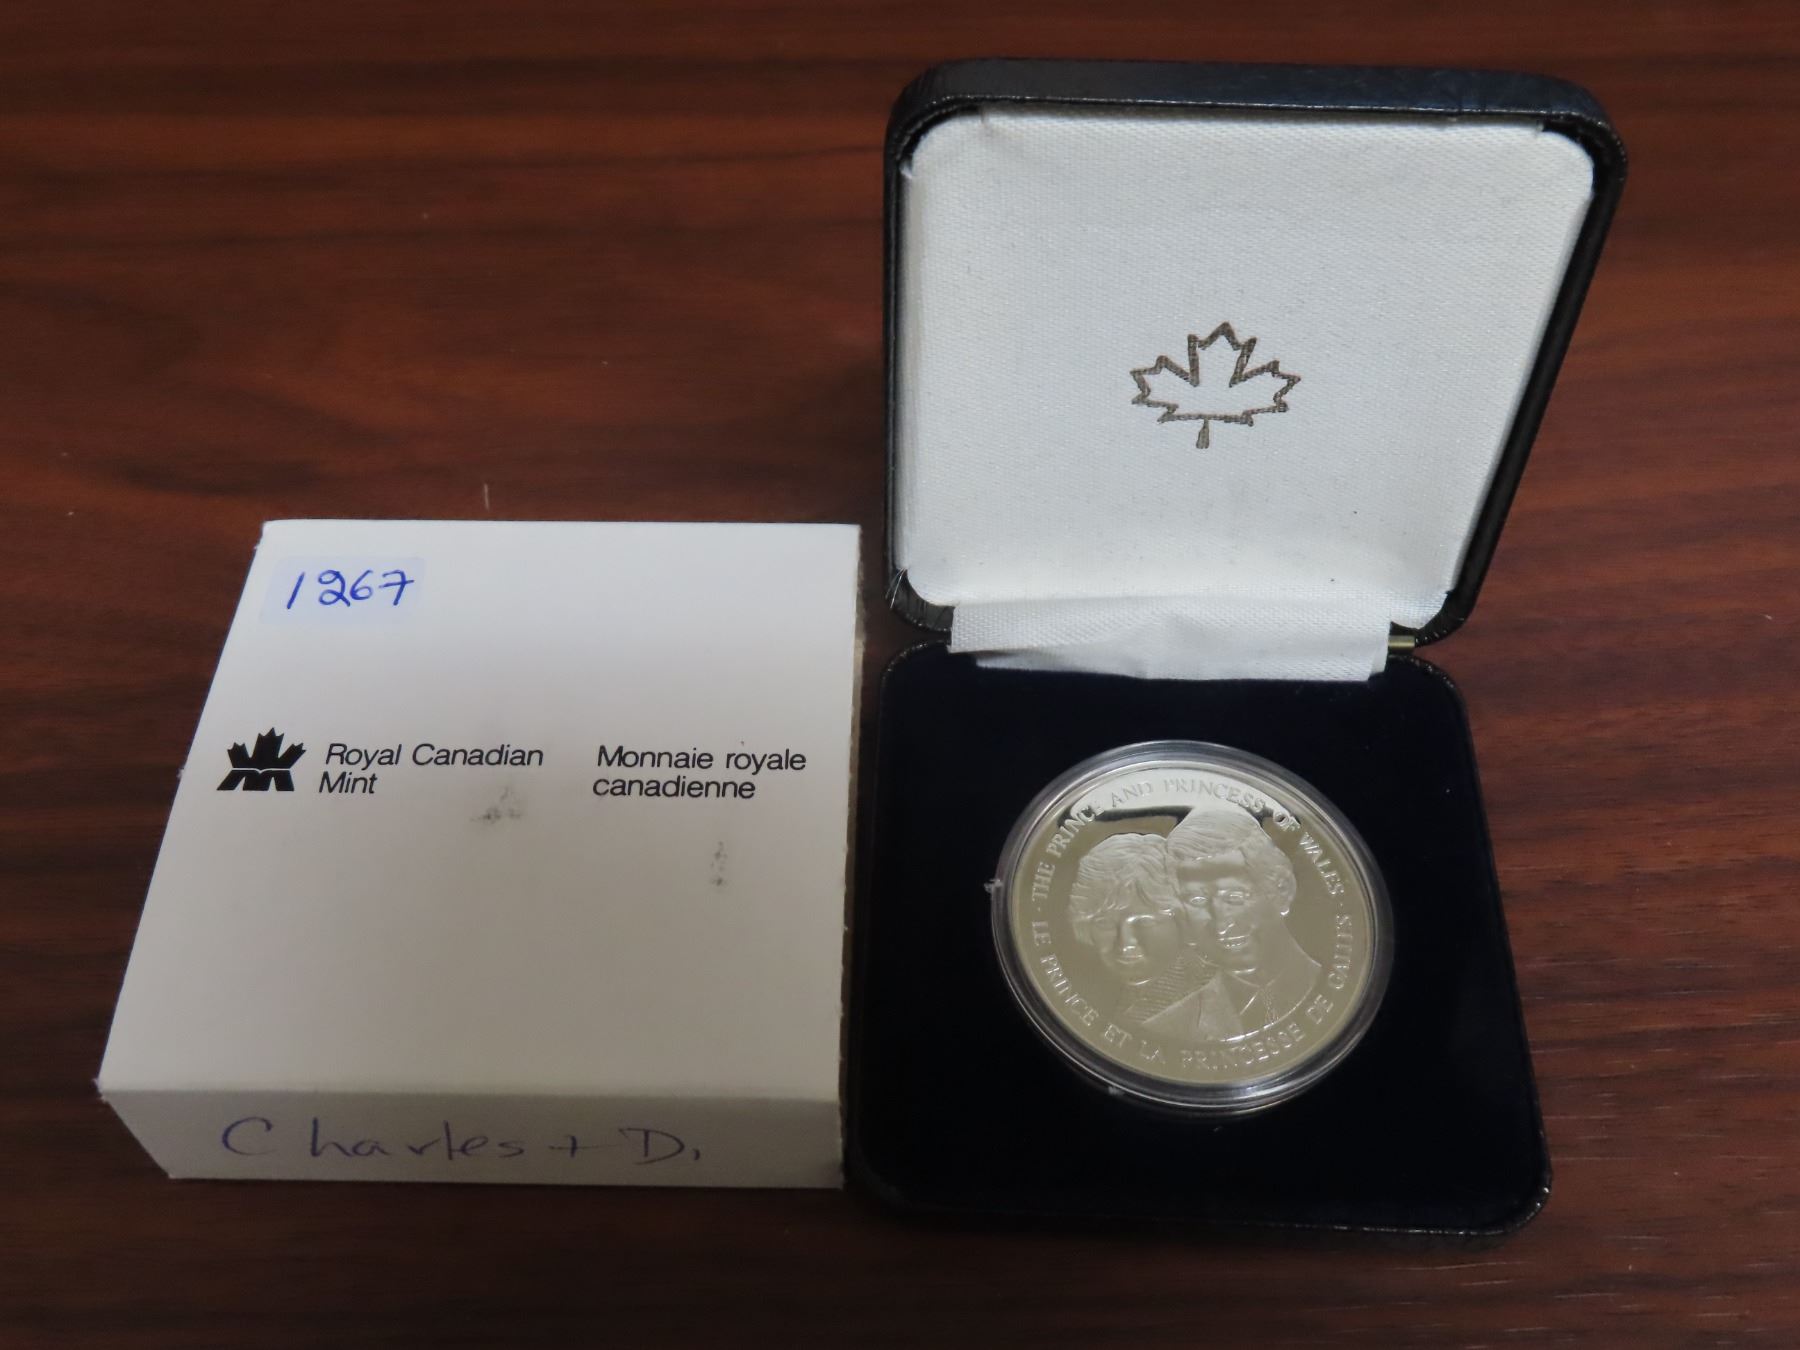 1267
Royal Canadian
Mint
Monnaie royale
canadienne
Charles + D,
· THE PRINCE AND PRINCESS OF WALES ·
LE PRINCE ET LA PRINCESSE DE GALLES